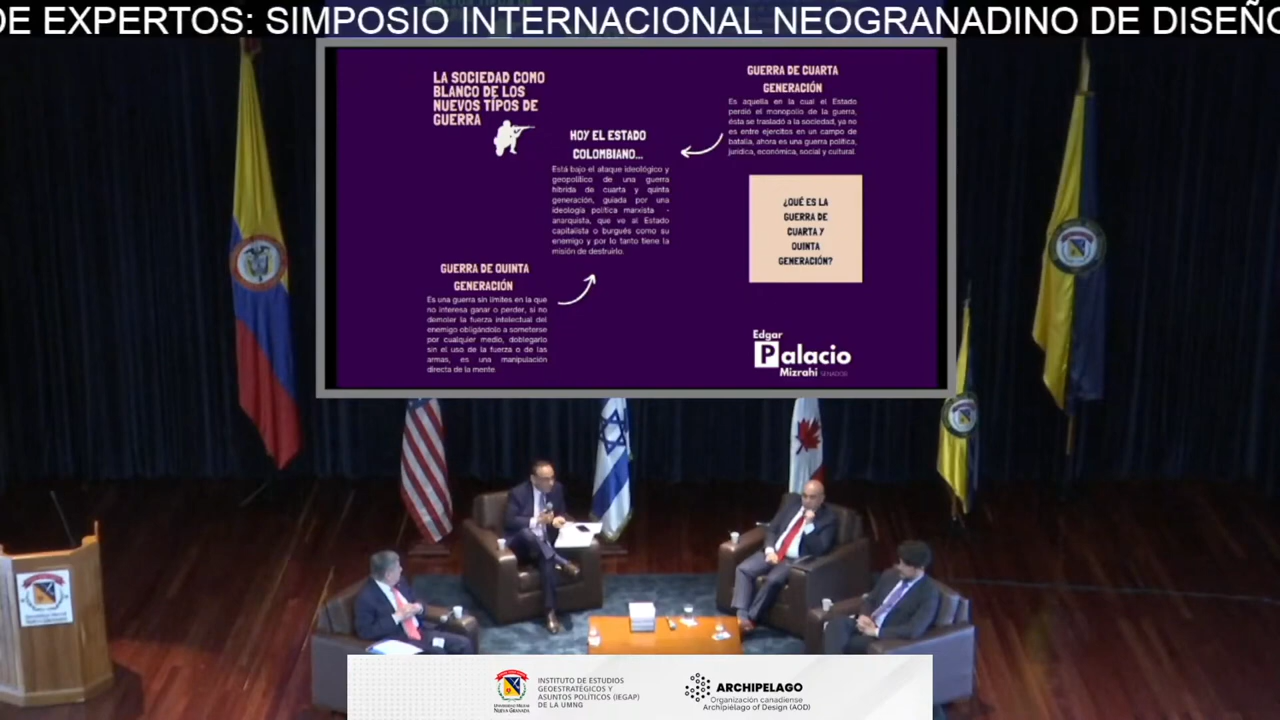 DE EXPERTOS: SIMPOSIO INTERNACIONAL NEOGRANADINO DE DISEÑO
LA SOCIEDAD COMO
BLANCO DE LOS
NUEVOS TIPOS DE
GUERRA
HOY EL ESTADO
COLOMBIANO...
Está bajo el ataque ideológico y
geopolítico de una guerra
híbrida de cuarta y quinta
generación, guiada por una
ideología política marxista -
anarquista, que ve al Estado
capitalista o burgués como su
enemigo y por lo tanto tiene la
misión de destruirlo.
GUERRA DE CUARTA
GENERACIÓN
Es aquella en la cual el Estado
perdió el monopolio de la guerra,
ésta se trasladó a la sociedad, ya no
es entre ejercitos en un campo de
batalla, ahora es una guerra política,
jurídica, económica, social y cultural.
¿QUÉ ES LA
GUERRA DE
CUARTA Y
QUINTA
GENERACIÓN?
GUERRA DE QUINTA
GENERACIÓN
Es una guerra sin límites en la que
no interesa ganar o perder, si no
demoler la fuerza intelectual del
enemigo obligándolo a someterse
por cualquier medio, doblegarlo
sin el uso de la fuerza o de las
armas, es una manipulación
directa de la mente.
Edgar
Palacio
Mizrahi SENADOR
UNIVERSIDAD MILITAR
NUEVA GRANADA
INSTITUTO DE ESTUDIOS
GEOESTRATÉGICOS Y
ASUNTOS POLÍTICOS (IEGAP)
DE LA UMNG
ARCHIPELAGO
Organización canadiense
Archipiélago of Design (AOD)